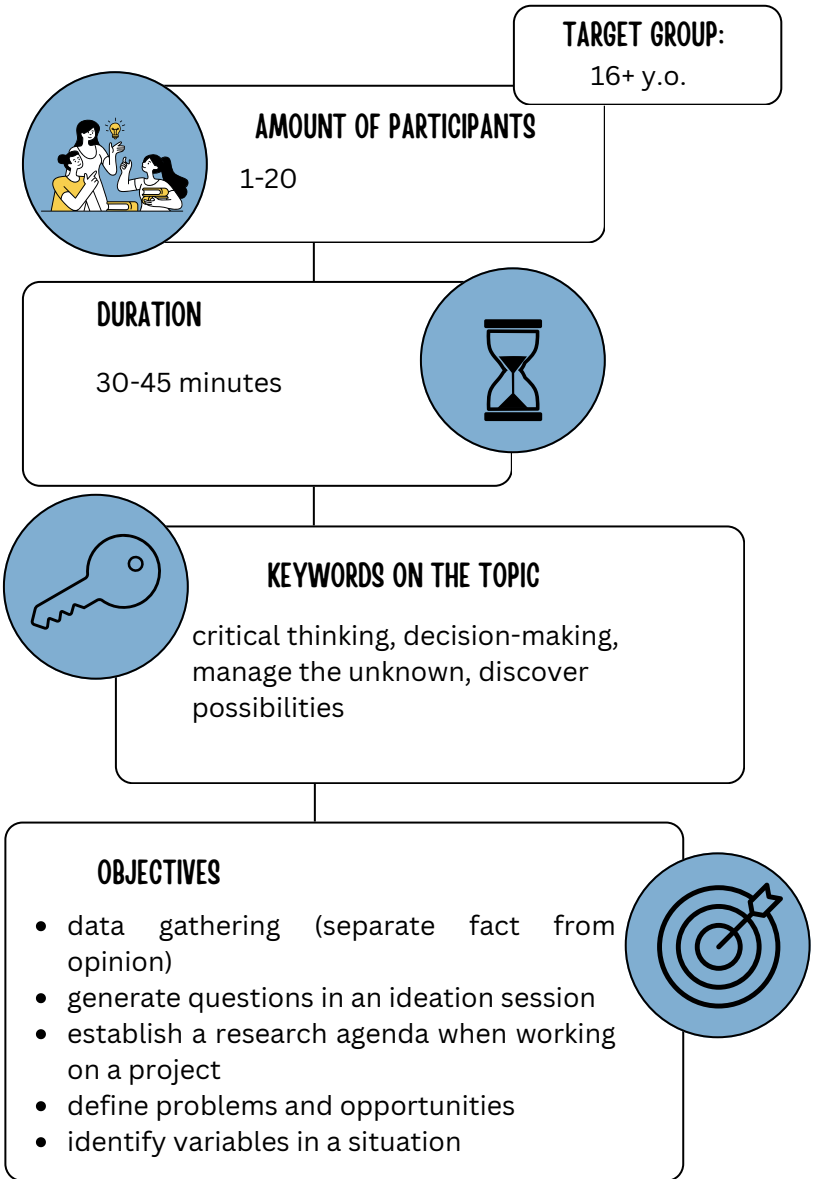 TARGET GROUP:
16+ y.o.
AMOUNT OF PARTICIPANTS
1-20
DURATION
30-45 minutes
KEYWORDS ON THE TOPIC
critical thinking, decision-making,
manage the unknown, discover
possibilities
OBJECTIVES
• data gathering (separate fact from
opinion)
• generate questions in an ideation session
• establish a research agenda when working
on a project
• define problems and opportunities
• identify variables in a situation